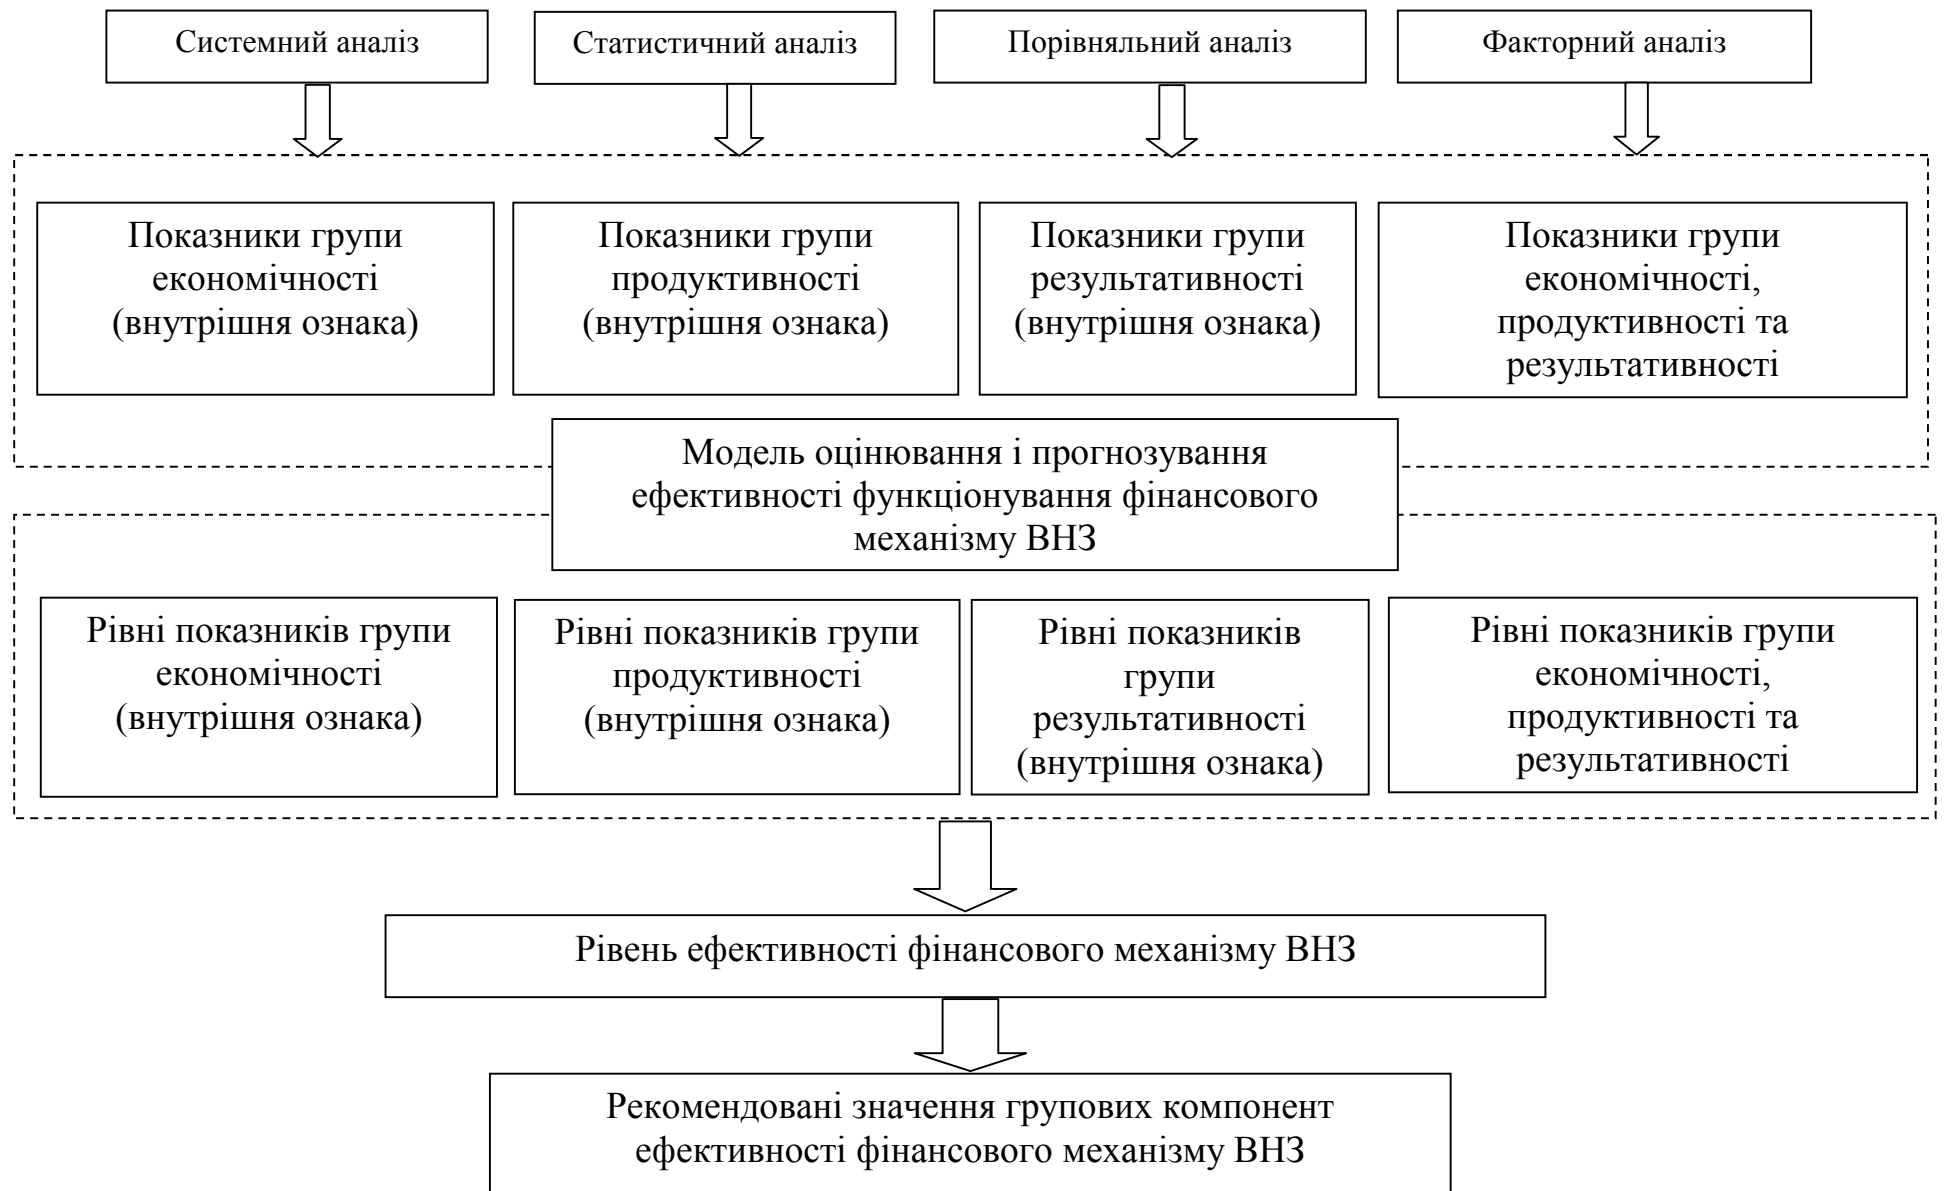 Системний аналіз
Статистичний аналіз
Порівняльний аналіз
Факторний аналіз
Показники групи
економічності
(внутрішня ознака)
Показники групи
продуктивності
(внутрішня ознака)
Показники групи
результативності
(внутрішня ознака)
Показники групи
економічності,
продуктивності та
результативності
Модель оцінювання і прогнозування
ефективності функціонування фінансового
механізму ВНЗ
Рівні показників групи
економічності
(внутрішня ознака)
Рівні показників групи
продуктивності
(внутрішня ознака)
Рівні показників
групи
результативності
(внутрішня ознака)
Рівні показників групи
економічності,
продуктивності та
результативності
Рівень ефективності фінансового механізму ВНЗ
Рекомендовані значення групових компонент
ефективності фінансового механізму ВНЗ